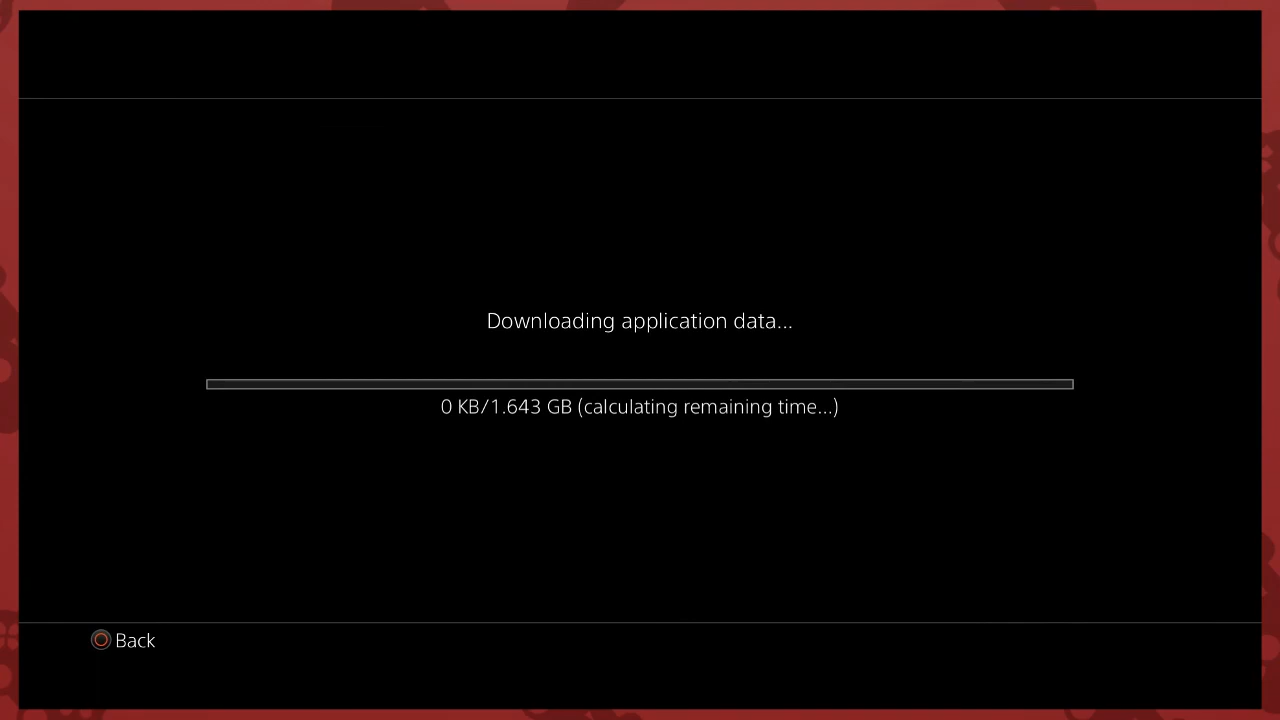 Downloading application data...
0 KB/1.643 GB (calculating remaining time...)
Back